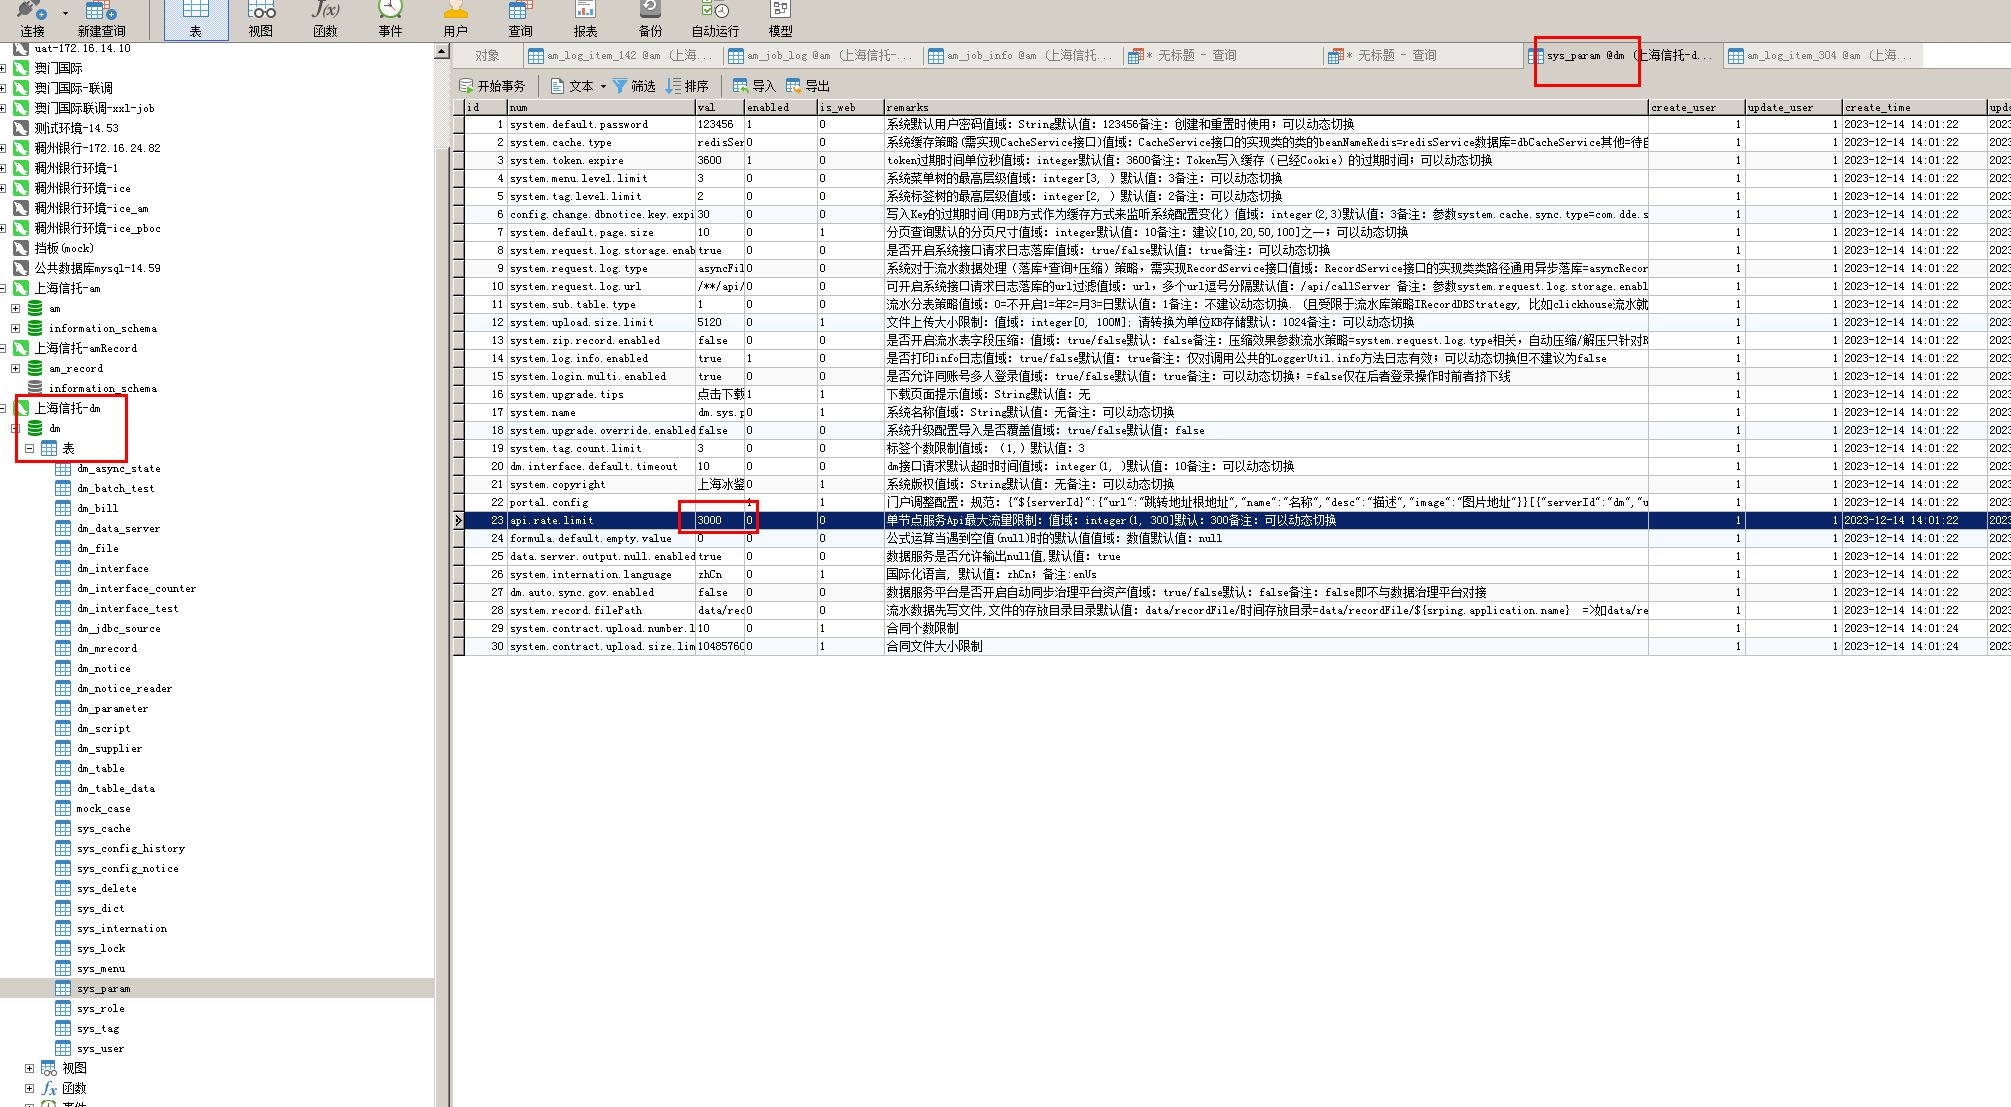 连接 新建查询 表 视图 函数 事件 用户 查询 报表 备份 自动运行 模型
对象 am_log_item_142 @am (上海... am_job_log @am (上海信托-... am_job_info @am (上海信托... * 无标题 - 查询 * 无标题 - 查询 sys_param @dm (上海信托-d... am_log_item_304 @am (上海...
开始事务 文本 筛选 排序 导入 导出
uat-172.16.14.10
澳门国际
澳门国际-联调
澳门国际联调-xxl-job
测试环境-14.53
稠州银行-172.16.24.82
稠州银行环境-1
稠州银行环境-ice
稠州银行环境-ice_am
稠州银行环境-ice_pboc
挡板(mock)
公共数据库mysql-14.59
上海信托-am
am
information_schema
上海信托-amRecord
am_record
information_schema
上海信托-dm
dm
表
dm_async_state
dm_batch_test
dm_bill
dm_data_server
dm_file
dm_interface
dm_interface_counter
dm_interface_test
dm_jdbc_source
dm_mrecord
dm_notice
dm_notice_reader
dm_parameter
dm_script
dm_supplier
dm_table
dm_table_data
mock_case
sys_cache
sys_config_history
sys_config_notice
sys_delete
sys_dict
sys_internation
sys_lock
sys_menu
sys_param
sys_role
sys_tag
sys_user
视图
函数
事件
id num val enabled is_web remarks create_user update_user create_time upda
1 system.default.password 123456 1 0 系统默认用户密码值域: String默认值: 123456备注: 创建和重置时使用; 可以动态切换 1 1 2023-12-14 14:01:22 2023
2 system.cache.type redisSer 0 0 系统缓存策略(需实现CacheService接口)值域: CacheService接口的实现类的类的beanNameRedis=redisService数据库=dbCacheService其他=待自 1 1 2023-12-14 14:01:22 2023
3 system.token.expire 3600 1 0 token过期时间单位秒值域: integer默认值: 3600备注: Token写入缓存 (已经Cookie) 的过期时间; 可以动态切换 1 1 2023-12-14 14:01:22 2023
4 system.menu.level.limit 3 0 0 系统菜单树的最高层级值域: integer[3, ) 默认值: 3备注: 可以动态切换 1 1 2023-12-14 14:01:22 2023
5 system.tag.level.limit 2 0 0 系统标签树的最高层级值域: integer[2, ) 默认值: 2备注: 可以动态切换 1 1 2023-12-14 14:01:22 2023
6 config.change.dbnotice.key.expi 30 0 0 写入Key的过期时间(用DB方式作为缓存方式来监听系统配置变化) 值域: integer(2,3)默认值: 3备注: 参数system.cache.sync.type=com.dde.s 1 1 2023-12-14 14:01:22 2023
7 system.default.page.size 10 0 1 分页查询默认的分页尺寸值域: integer默认值: 10备注: 建议[10,20,50,100]之一; 可以动态切换 1 1 2023-12-14 14:01:22 2023
8 system.request.log.storage.enab true 0 0 是否开启系统接口请求日志落库值域: true/false默认值: true备注: 可以动态切换 1 1 2023-12-14 14:01:22 2023
9 system.request.log.type asyncFil 0 0 系统对于流水数据处理 (落库+查询+压缩) 策略, 需实现RecordService接口值域: RecordService接口的实现类类路径通用异步落库=asyncRecor 1 1 2023-12-14 14:01:22 2023
10 system.request.log.url /**/api/ 0 0 可开启系统接口请求日志落库的url过滤值域: url, 多个url逗号分隔默认值: /api/callServer 备注: 参数system.request.log.storage.enabl 1 1 2023-12-14 14:01:22 2023
11 system.sub.table.type 1 0 0 流水分表策略值域: 0=不开启1=年2=月3=日默认值: 1备注: 不建议动态切换. (且受限于流水库策略IRecordDBStrategy, 比如clickhouse流水就 1 1 2023-12-14 14:01:22 2023
12 system.upload.size.limit 5120 0 1 文件上传大小限制: 值域: integer[0, 100M]; 请转换为单位KB存储默认: 1024备注: 可以动态切换 1 1 2023-12-14 14:01:22 2023
13 system.zip.record.enabled false 0 0 是否开启流水表字段压缩: 值域: true/false默认: false备注: 压缩效果参数流水策略=system.request.log.type相关, 自动压缩/解压只针对R 1 1 2023-12-14 14:01:22 2023
14 system.log.info.enabled true 1 0 是否打印info日志值域: true/false默认值: true备注: 仅对调用公共的LoggerUtil.info方法日志有效; 可以动态切换但不建议为false 1 1 2023-12-14 14:01:22 2023
15 system.login.multi.enabled true 0 0 是否允许同账号多人登录值域: true/false默认值: true备注: 可以动态切换; =false仅在后者登录操作时前者挤下线 1 1 2023-12-14 14:01:22 2023
16 system.upgrade.tips 点击下载 1 1 下载页面提示值域: String默认值: 无 1 1 2023-12-14 14:01:22 2023
17 system.name dm.sys.p 0 1 系统名称值域: String默认值: 无备注: 可以动态切换 1 1 2023-12-14 14:01:22 2023
18 system.upgrade.override.enabled false 0 0 系统升级配置导入是否覆盖值域: true/false默认值: false 1 1 2023-12-14 14:01:22 2023
19 system.tag.count.limit 3 0 0 标签个数限制值域: (1,) 默认值: 3 1 1 2023-12-14 14:01:22 2023
20 dm.interface.default.timeout 10 0 0 dm接口请求默认超时时间值域: integer(1, )默认值: 10备注: 可以动态切换 1 1 2023-12-14 14:01:22 2023
21 system.copyright 上海冰鉴 0 1 系统版权值域: String默认值: 无备注: 可以动态切换 1 1 2023-12-14 14:01:22 2023
22 portal.config 1 1 门户调整配置: 规范: {"${serverId}":{"url":"跳转地址根地址","name":"名称","desc":"描述","image":"图片地址"}}[{"serverId":"dm","u 1 1 2023-12-14 14:01:22 2023
23 api.rate.limit 3000 0 0 单节点服务Api最大流量限制: 值域: integer(1, 300]默认: 300备注: 可以动态切换 1 1 2023-12-14 14:01:22 2023
24 formula.default.empty.value 0 0 0 公式运算当遇到空值(null)时的默认值值域: 数值默认值: null 1 1 2023-12-14 14:01:22 2023
25 data.server.output.null.enabled true 0 0 数据服务是否允许输出null值,默认值: true 1 1 2023-12-14 14:01:22 2023
26 system.internation.language zhCn 0 1 国际化语言, 默认值: zhCn; 备注:enUs 1 1 2023-12-14 14:01:22 2023
27 dm.auto.sync.gov.enabled false 0 0 数据服务平台是否开启自动同步治理平台资产值域: true/false默认: false备注: false即不与数据治理平台对接 1 1 2023-12-14 14:01:22 2023
28 system.record.filePath data/rec 0 0 流水数据先写文件,文件的存放目录目录默认值: data/recordFile/时间存放目录=data/recordFile/${srping.application.name} =>如data/re 1 1 2023-12-14 14:01:22 2023
29 system.contract.upload.number.l 10 0 1 合同个数限制 1 1 2023-12-14 14:01:24 2023
30 system.contract.upload.size.lim 10485760 0 1 合同文件大小限制 1 1 2023-12-14 14:01:24 2023